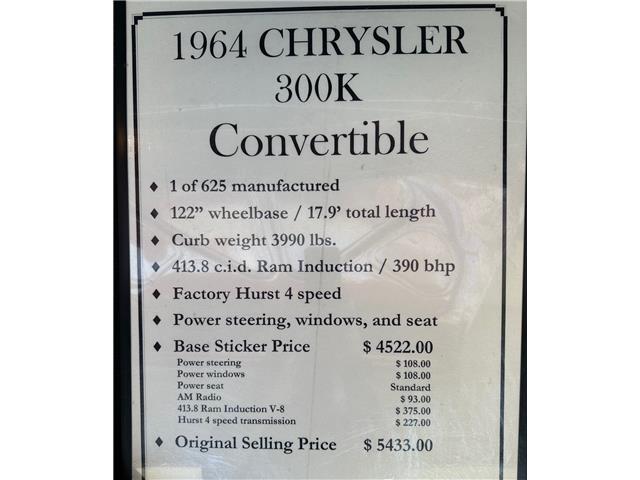 1964 CHRYSLER
300K
Convertible
♦ 1 of 625 manufactured
♦ 122” wheelbase / 17.9’ total length
♦ Curb weight 3990 lbs.
♦ 413.8 c.i.d. Ram Induction / 390 bhp
♦ Factory Hurst 4 speed
♦ Power steering, windows, and seat
♦ Base Sticker Price $ 4522.00
Power steering $ 108.00
Power windows $ 108.00
Power seat Standard
AM Radio $ 93.00
413.8 Ram Induction V-8 $ 375.00
Hurst 4 speed transmission $ 227.00
♦ Original Selling Price $ 5433.00